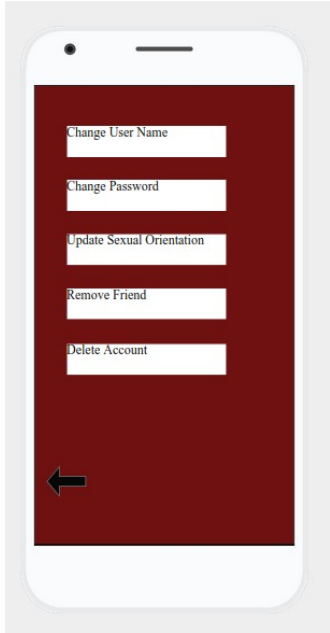 Change User Name
Change Password
Update Sexual Orientation
Remove Friend
Delete Account